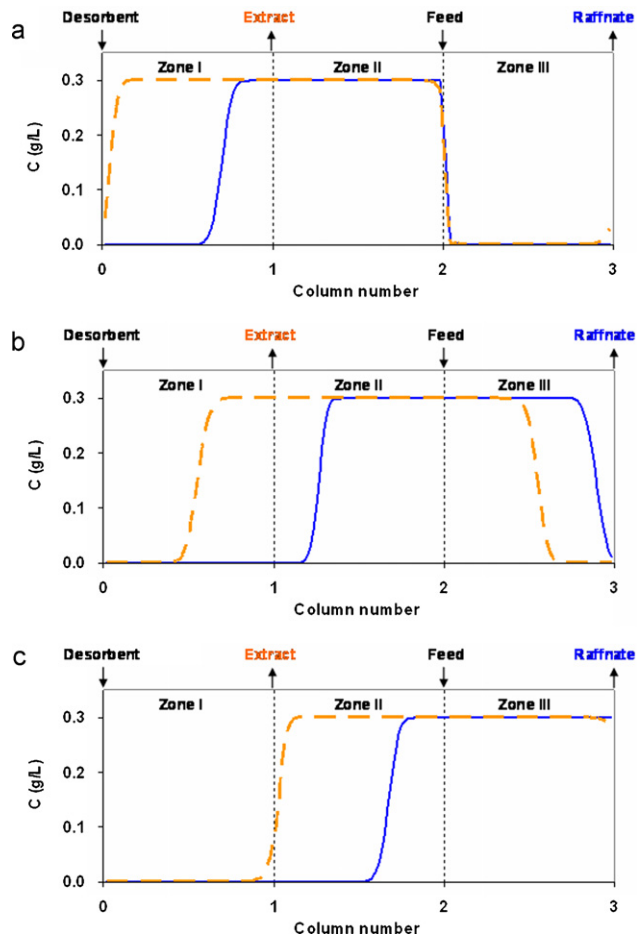 a
Desorbent Extract Feed Raffnate
Zone I Zone II Zone III
C (g/L)
0.3
0.2
0.1
0.0
0 1 2 3
Column number
b
Desorbent Extract Feed Raffnate
Zone I Zone II Zone III
C (g/L)
0.3
0.2
0.1
0.0
0 1 2 3
Column number
c
Desorbent Extract Feed Raffnate
Zone I Zone II Zone III
C (g/L)
0.3
0.2
0.1
0.0
0 1 2 3
Column number